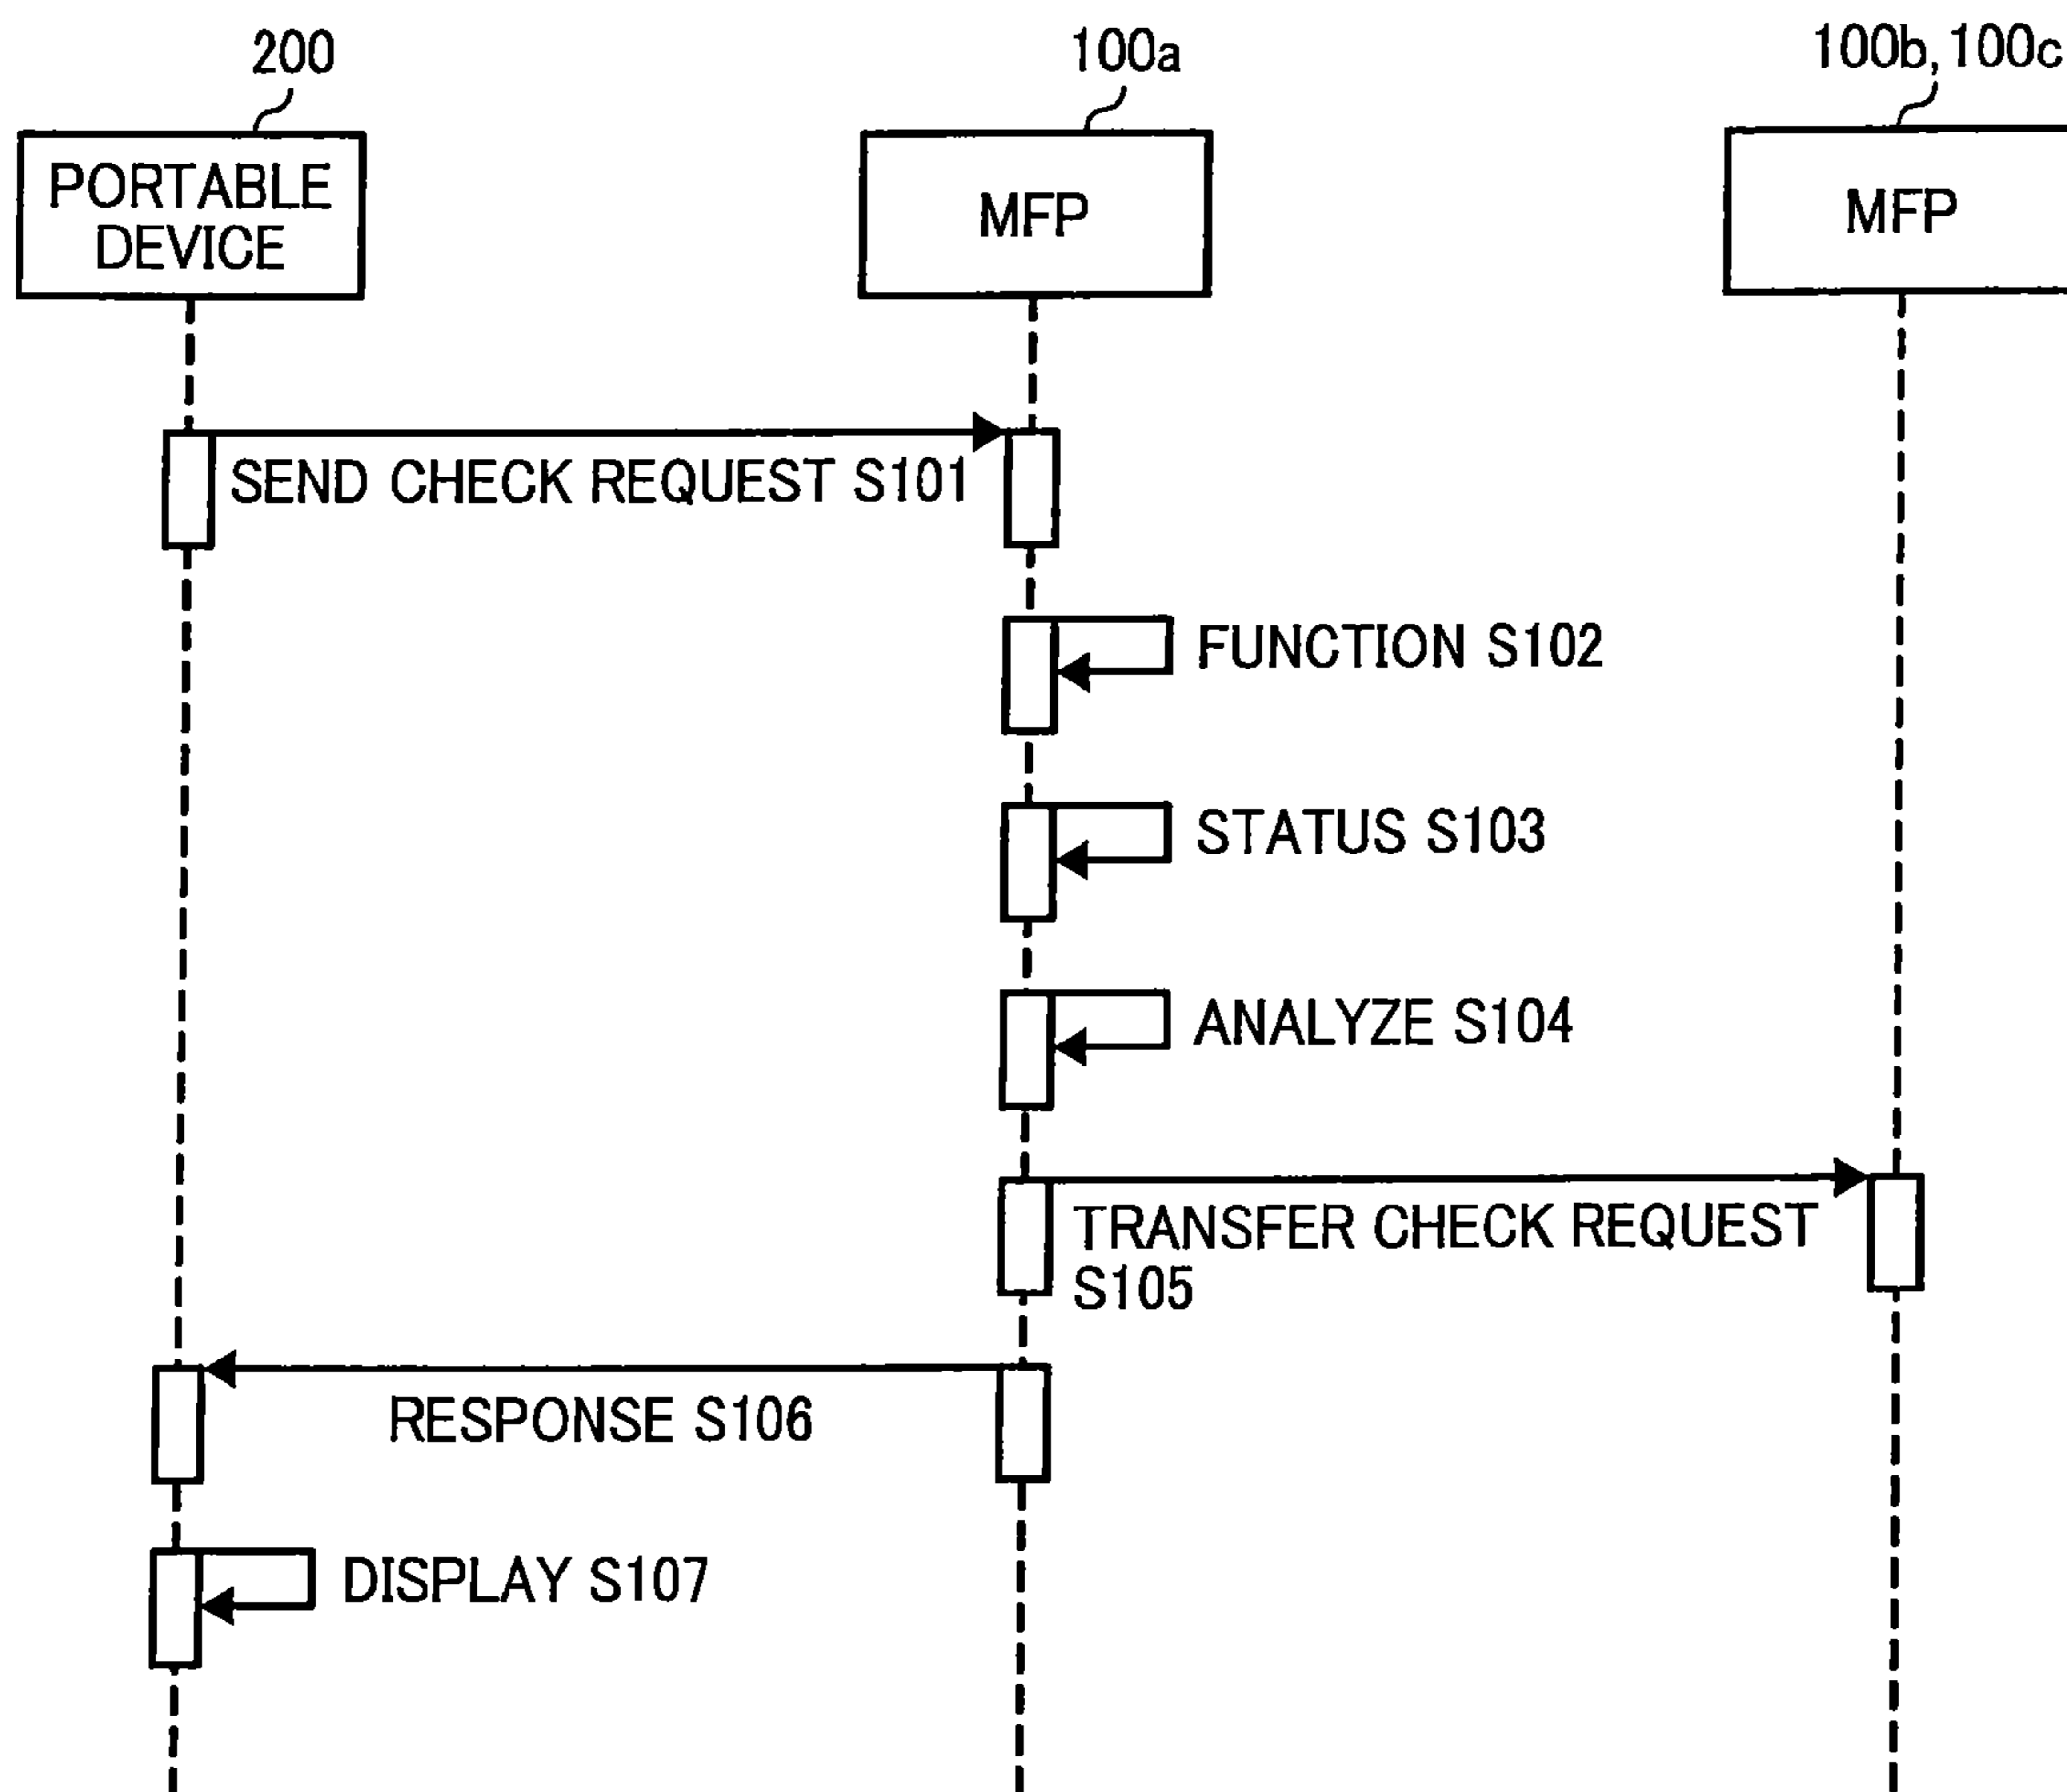 200
100a
100b, 100c
PORTABLE
DEVICE
MFP
MFP
SEND CHECK REQUEST S101
FUNCTION S102
STATUS S103
ANALYZE S104
TRANSFER CHECK REQUEST
S105
RESPONSE S106
DISPLAY S107